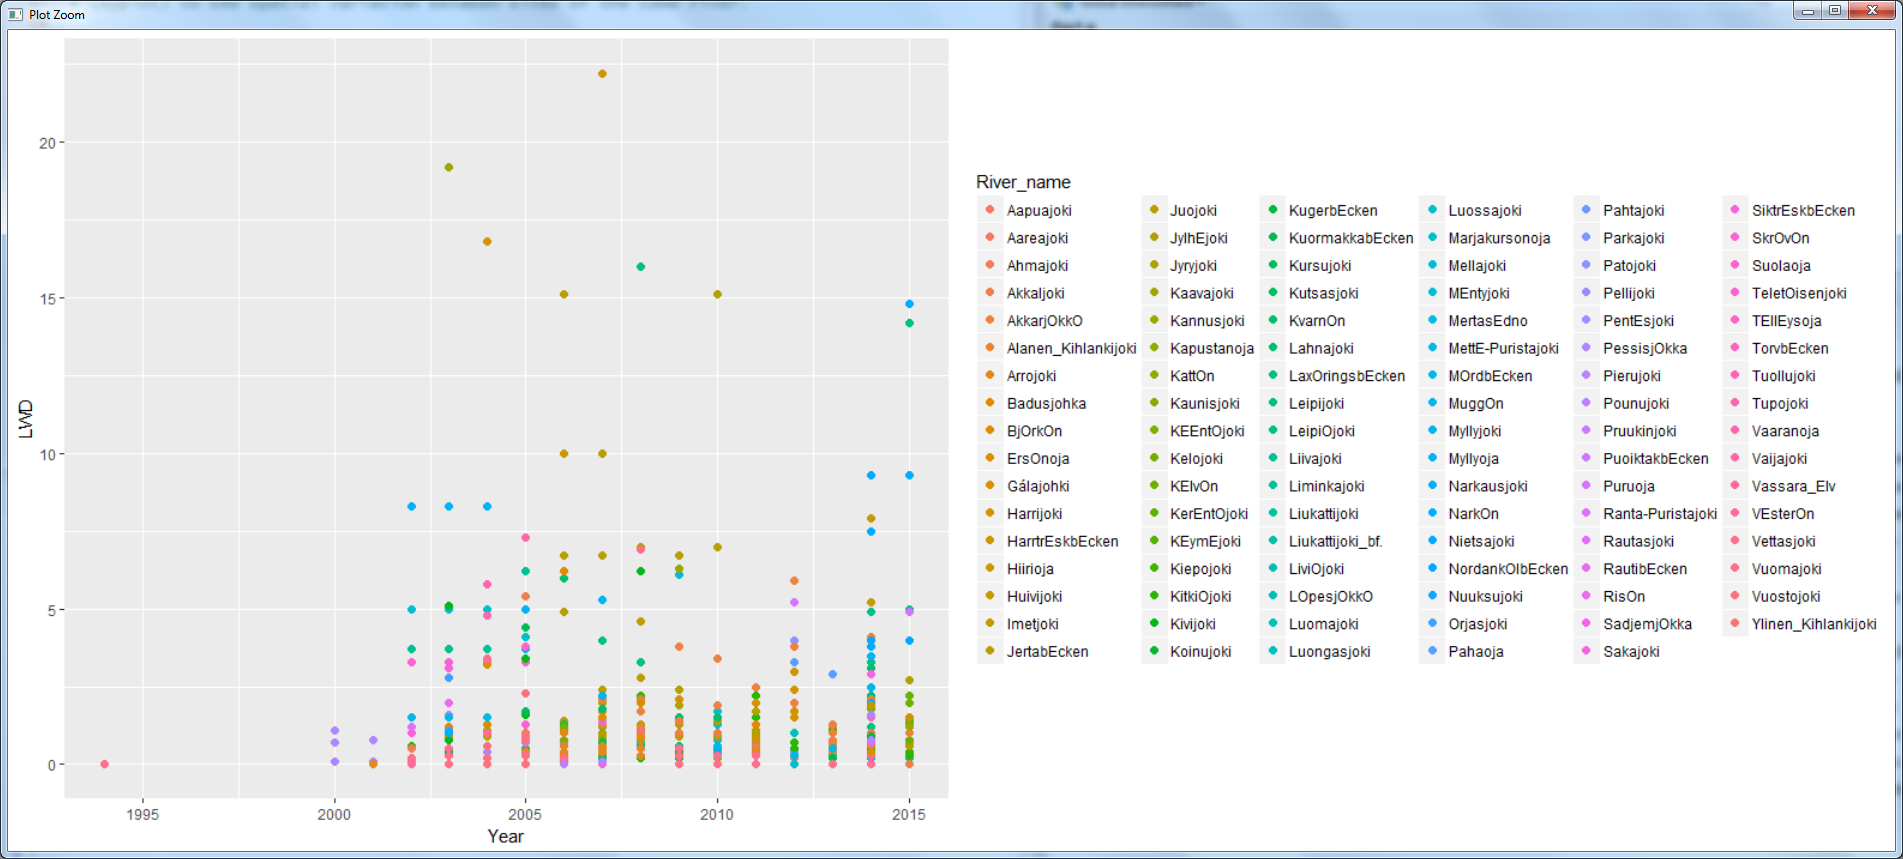 Plot Zoom
20
15
10
5
0
LWD
1995
2000
2005
2010
2015
Year
River_name
Aapuajoki
Aareajoki
Ahmajoki
Akkaljoki
AkkarjOkkO
Alanen_Kihlankijoki
Arrojoki
Badusjohka
BjOrkOn
ErsOnoja
Gálajohki
Harrijoki
HarrtrEskbEcken
Hiirioja
Huivijoki
Imetjoki
JertabEcken
Juojoki
JylhEjoki
Jyryjoki
Kaavajoki
Kannusjoki
Kapustanoja
KattOn
Kaunisjoki
KEEntOjoki
Kelojoki
KElvOn
KerEntOjoki
KEymEjoki
Kiepojoki
KitkiOjoki
Kivijoki
Koinujoki
KugerbEcken
KuormakkabEcken
Kursujoki
Kutsasjoki
KvarnOn
Lahnajoki
LaxOringsbEcken
Leipijoki
LeipiOjoki
Liivajoki
Liminkajoki
Liukattijoki
Liukattijoki_bf.
LiviOjoki
LOpesjOkkO
Luomajoki
Luongasjoki
Luossajoki
Marjakursonoja
Mellajoki
MEntyjoki
MertasEdno
MettE-Puristajoki
MOrdbEcken
MuggOn
Myllyjoki
Myllyoja
Narkausjoki
NarkOn
Nietsajoki
NordankOlbEcken
Nuuksujoki
Orjasjoki
Pahaoja
Pahtajoki
Parkajoki
Patojoki
Pellijoki
PentEsjoki
PessisjOkka
Pierujoki
Pounujoki
Pruukinjoki
PuoiktakbEcken
Puruoja
Ranta-Puristajoki
Rautasjoki
RautibEcken
RisOn
SadjemjOkka
Sakajoki
SiktrEskbEcken
SkrOvOn
Suolaoja
TeletOisenjoki
TEllEysoja
TorvbEcken
Tuollujoki
Tupojoki
Vaaranoja
Vaijajoki
Vassara_Elv
VEsterOn
Vettasjoki
Vuomajoki
Vuostojoki
Ylinen_Kihlankijoki